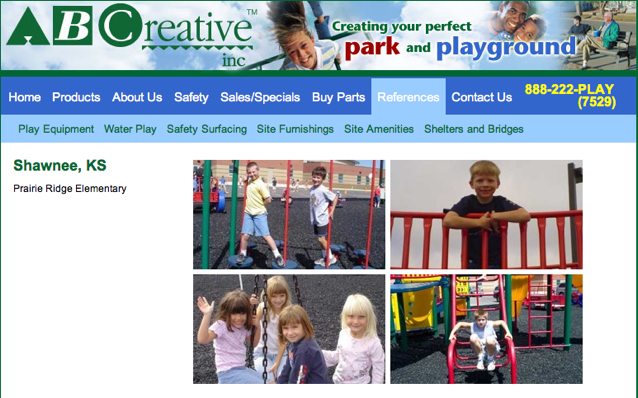 ABCreative™
inc
Creating your perfect
park and playground
Home Products About Us Safety Sales/Specials Buy Parts References Contact Us 888-222-PLAY
(7529)
Play Equipment Water Play Safety Surfacing Site Furnishings Site Amenities Shelters and Bridges
Shawnee, KS
Prairie Ridge Elementary